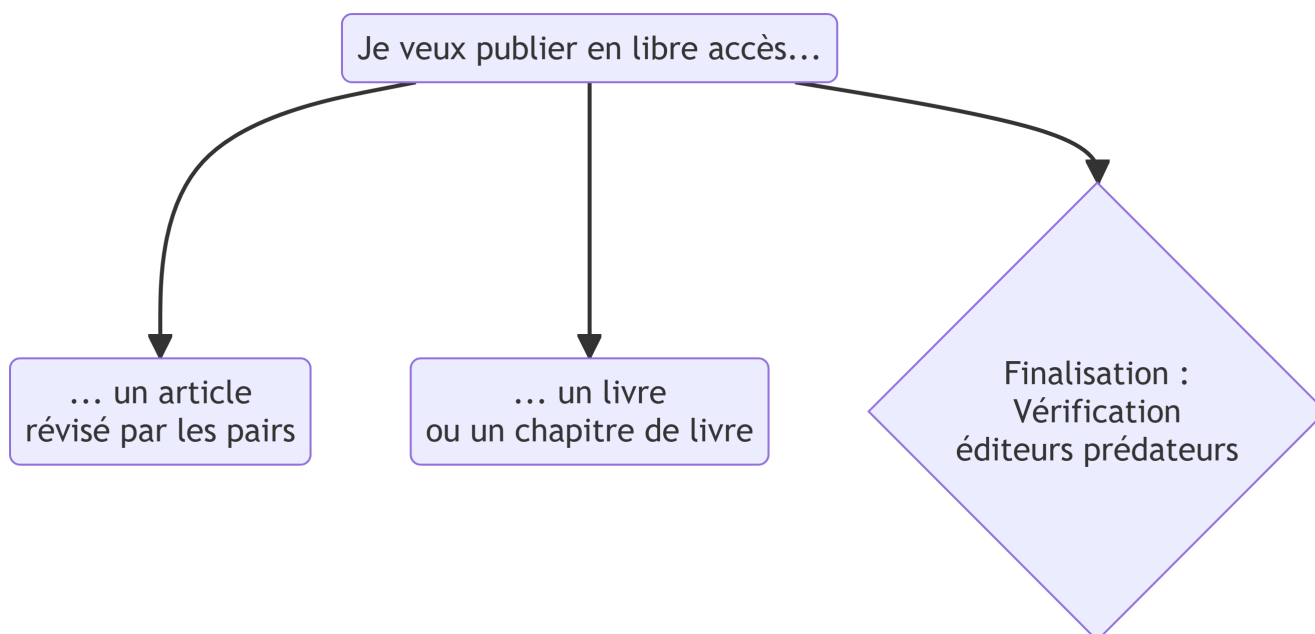 Je veux publier en libre accès...
... un article
révisé par les pairs
... un livre
ou un chapitre de livre
Finalisation :
Vérification
éditeurs prédateurs